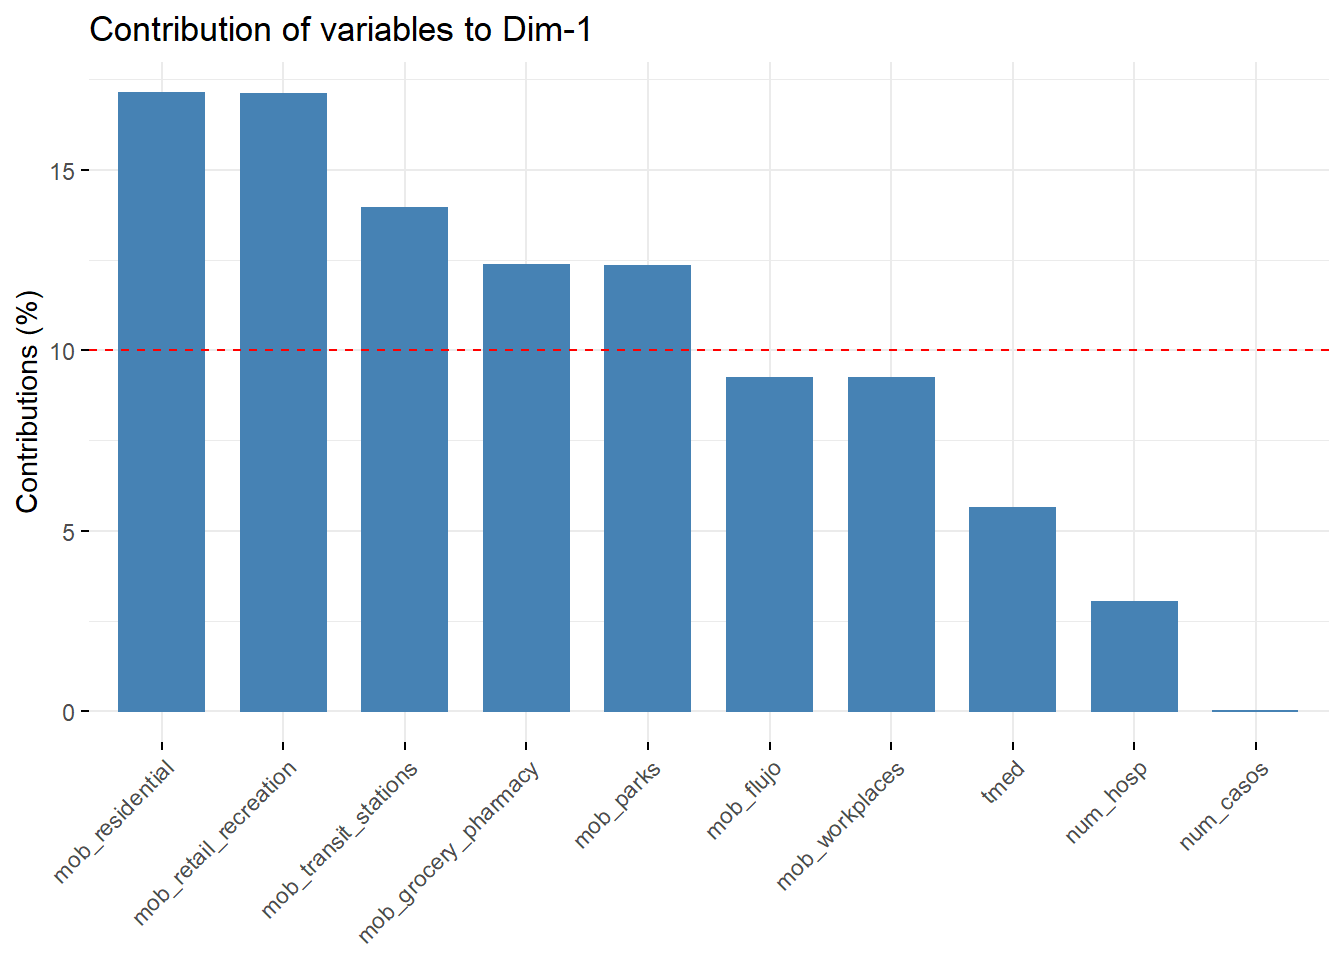 Contribution of variables to Dim-1
Contributions (%)
15
10
5
0
mob_residential
mob_retail_recreation
mob_transit_stations
mob_grocery_pharmacy
mob_parks
mob_flujo
mob_workplaces
tmed
num_hosp
num_casos